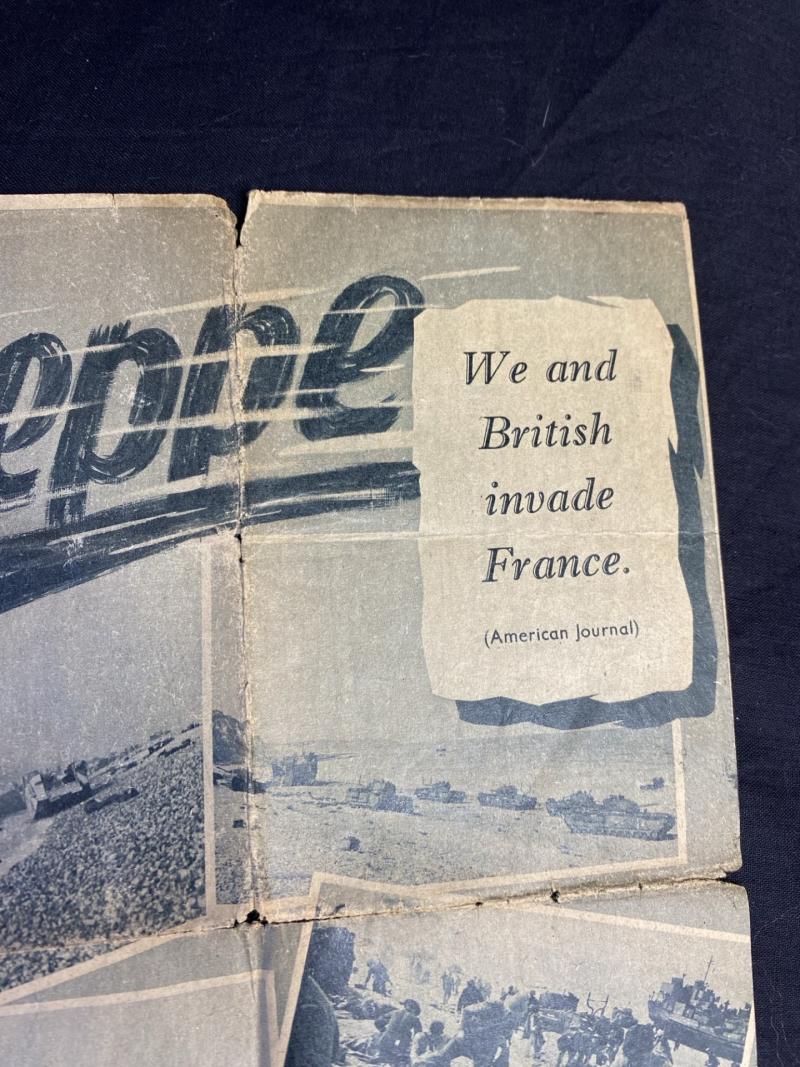 eppe
We and
British
invade
France.
(American Journal)